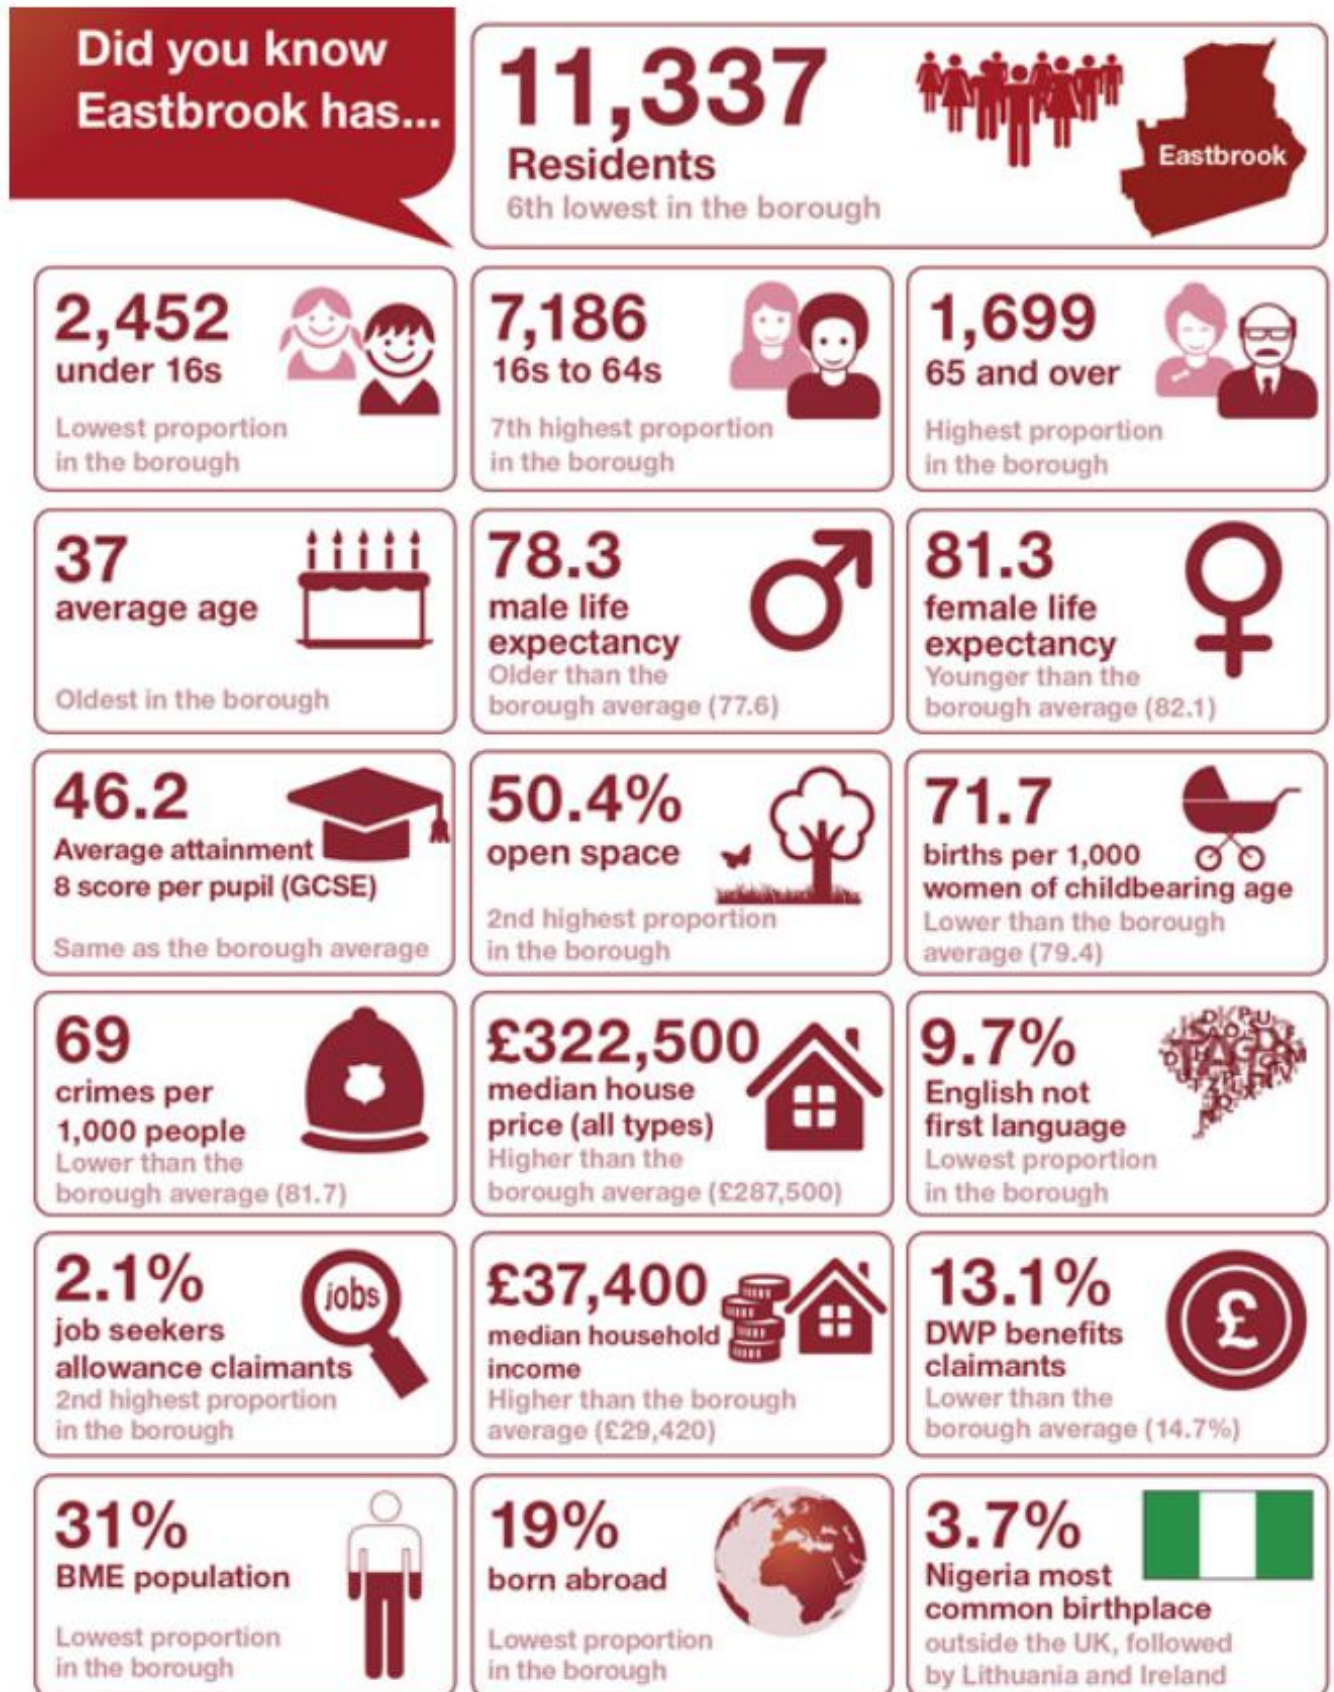 Did you know
Eastbrook has...
11,337
Residents
6th lowest in the borough
Eastbrook
2,452
under 16s
Lowest proportion
in the borough
7,186
16s to 64s
7th highest proportion
in the borough
1,699
65 and over
Highest proportion
in the borough
37
average age
Oldest in the borough
78.3
male life
expectancy
Older than the
borough average (77.6)
81.3
female life
expectancy
Younger than the
borough average (82.1)
46.2
Average attainment
8 score per pupil (GCSE)
Same as the borough average
50.4%
open space
2nd highest proportion
in the borough
71.7
births per 1,000
women of childbearing age
Lower than the borough
average (79.4)
69
crimes per
1,000 people
Lower than the
borough average (81.7)
£322,500
median house
price (all types)
Higher than the
borough average (£287,500)
9.7%
English not
first language
Lowest proportion
in the borough
2.1%
job seekers
allowance claimants
2nd highest proportion
in the borough
jobs
£37,400
median household
income
Higher than the borough
average (£29,420)
13.1%
DWP benefits
claimants
Lower than the
borough average (14.7%)
£
31%
BME population
Lowest proportion
in the borough
19%
born abroad
Lowest proportion
in the borough
3.7%
Nigeria most
common birthplace
outside the UK, followed
by Lithuania and Ireland